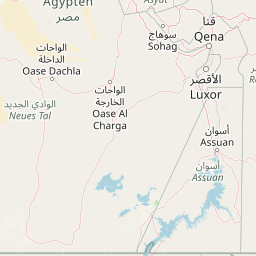 Ägypten
مصر
الواحات
الداخلة
Oase Dachla
الواحات
الخارجة
Oase Al
Charga
الوادي الجديد
Neues Tal
سوهاج
Sohag
قنا
Qena
الأقصر
Luxor
أسوان
Assuan
أسوان
Assuan